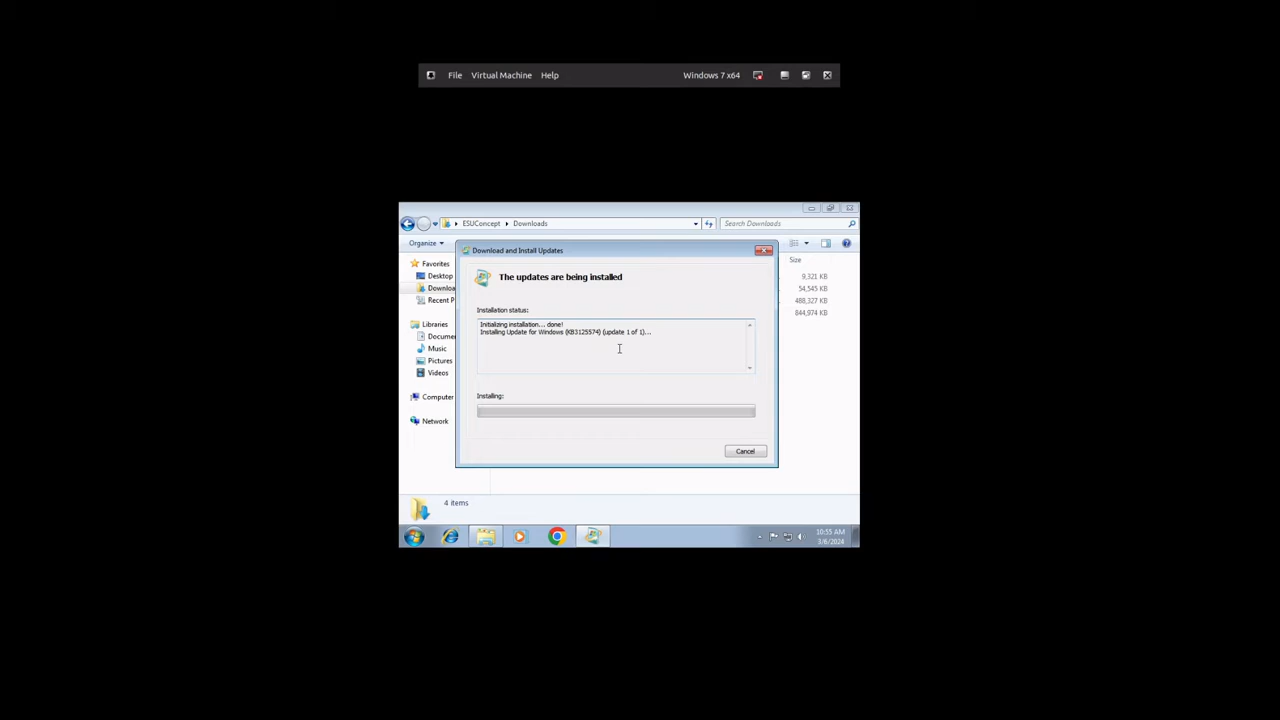 File Virtual Machine Help Windows 7 x64
ESUConcept Downloads Search Downloads
Organize
Download and Install Updates
Size
Favorites
Desktop
Downloa
Recent P
Libraries
Docume
Music
Pictures
Videos
Computer
Network
The updates are being installed
Installation status:
Initializing installation... done!
Installing Update for Windows (KB3125574) (update 1 of 1)...
Installing:
Cancel
9,321 KB
54,545 KB
488,327 KB
844,974 KB
4 items
10:55 AM
3/6/2024